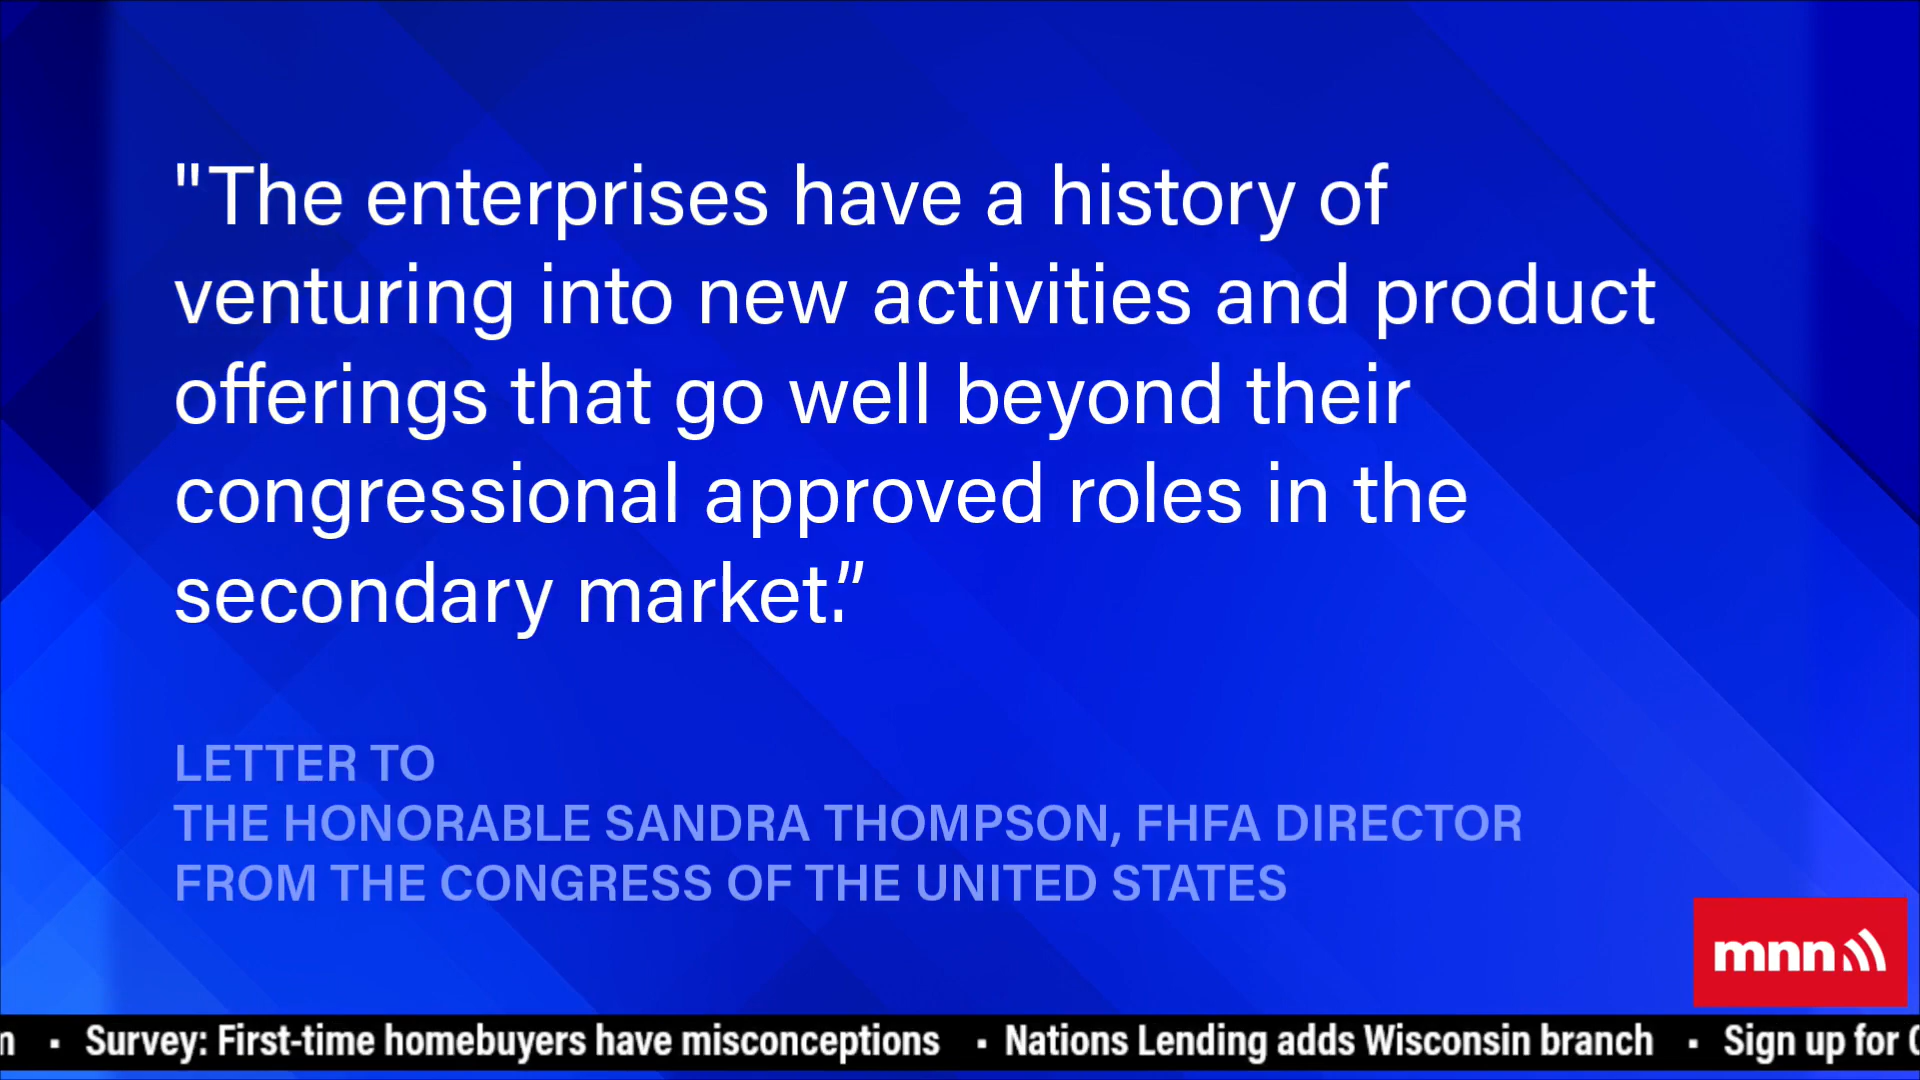 "The enterprises have a history of
venturing into new activities and product
offerings that go well beyond their
congressional approved roles in the
secondary market.”
LETTER TO
THE HONORABLE SANDRA THOMPSON, FHFA DIRECTOR
FROM THE CONGRESS OF THE UNITED STATES
mnn
▪ Survey: First-time homebuyers have misconceptions ▪ Nations Lending adds Wisconsin branch ▪ Sign up for